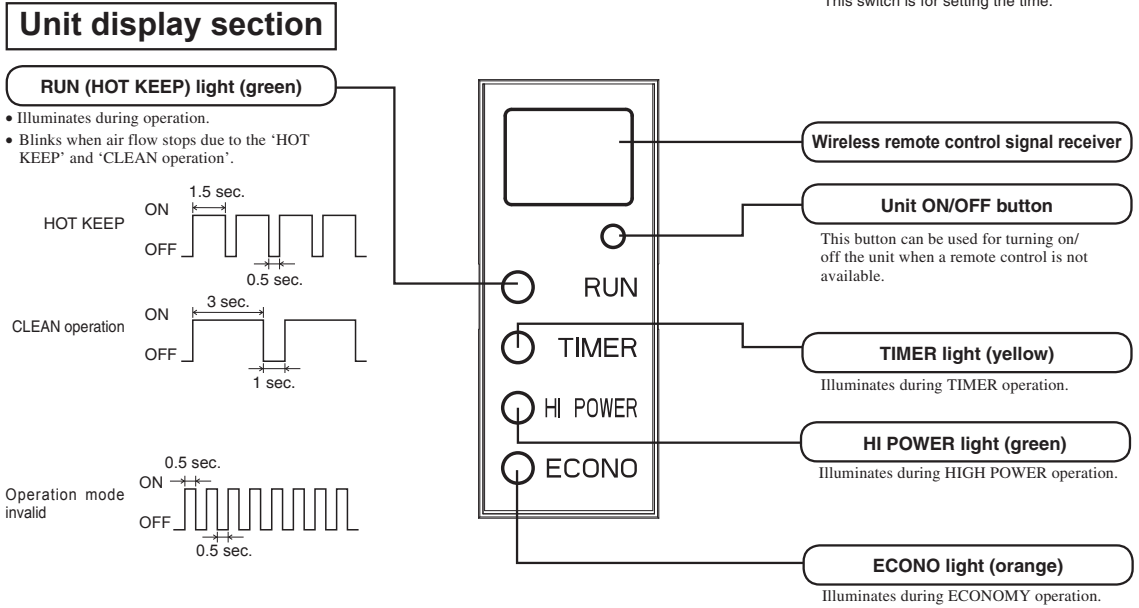 This switch is for setting the time.
Unit display section
RUN (HOT KEEP) light (green)
• Illuminates during operation.
• Blinks when air flow stops due to the ‘HOT
KEEP’ and ‘CLEAN operation’.
HOT KEEP
ON
OFF
1.5 sec.
0.5 sec.
CLEAN operation
ON
OFF
3 sec.
1 sec.
Operation mode
invalid
ON
OFF
0.5 sec.
0.5 sec.
RUN
TIMER
HI POWER
ECONO
Wireless remote control signal receiver
Unit ON/OFF button
This button can be used for turning on/
off the unit when a remote control is not
available.
TIMER light (yellow)
Illuminates during TIMER operation.
HI POWER light (green)
Illuminates during HIGH POWER operation.
ECONO light (orange)
Illuminates during ECONOMY operation.